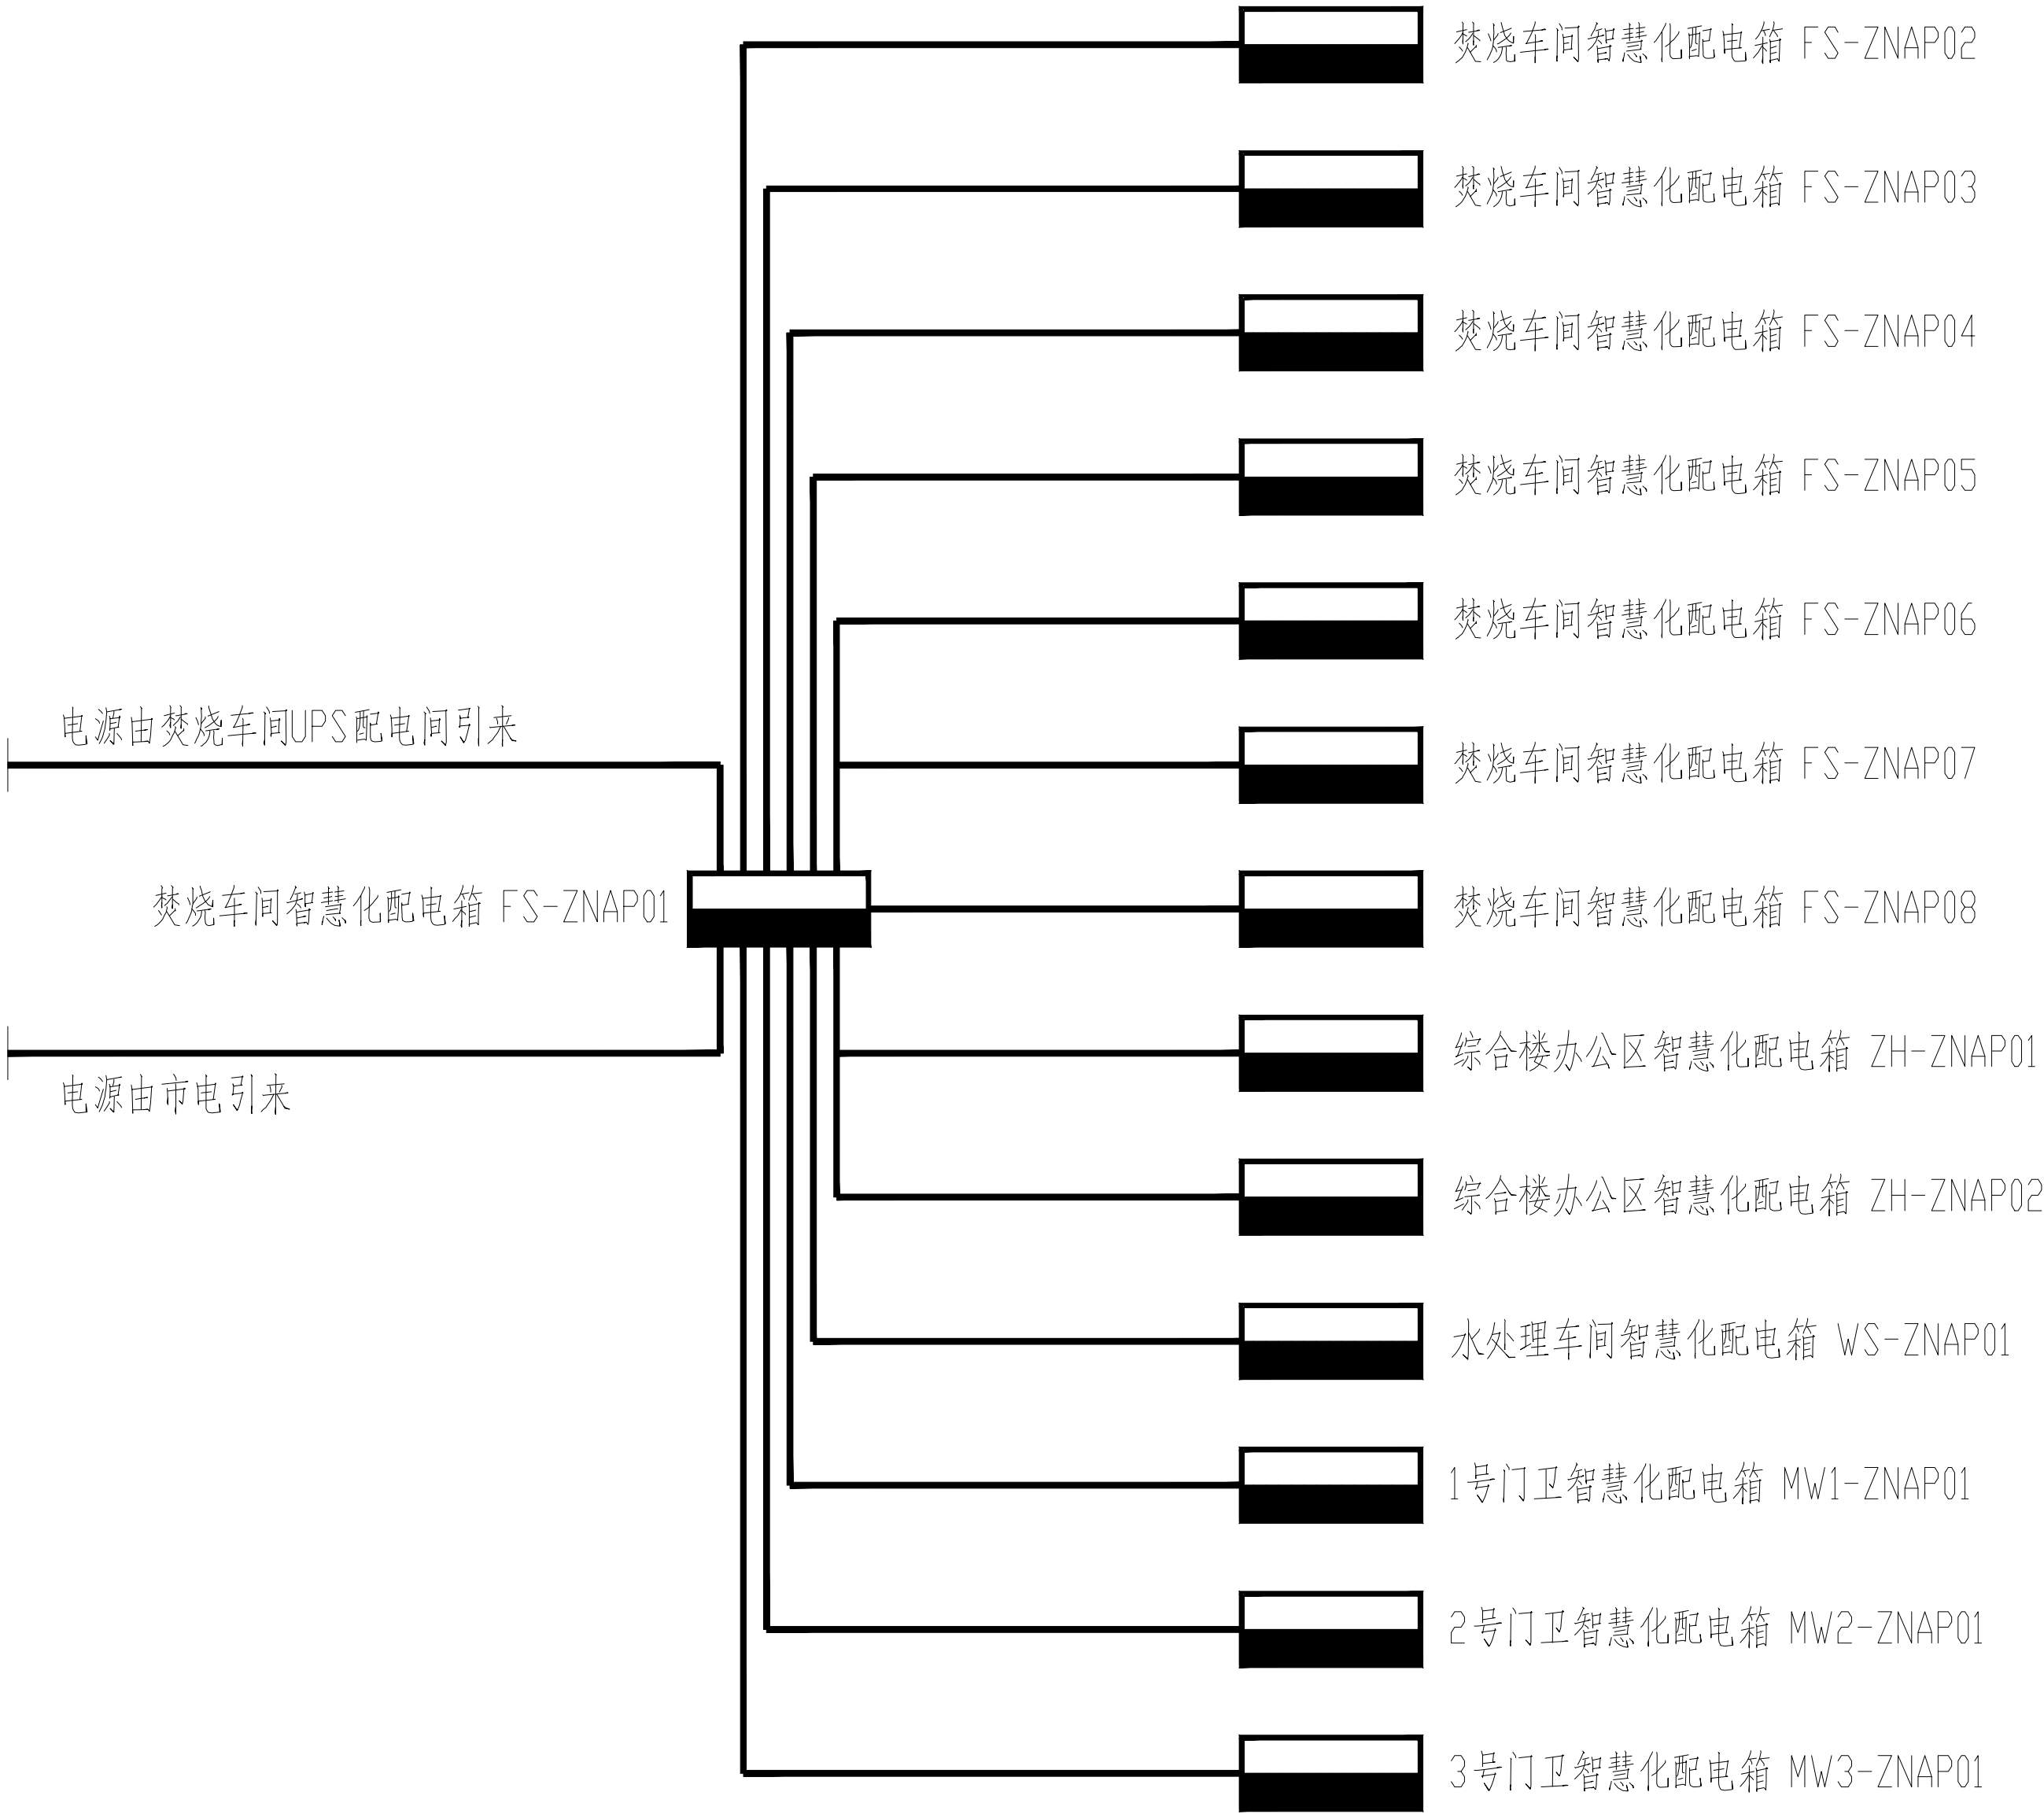 焚烧车间智慧化配电箱 FS-ZNAP02
焚烧车间智慧化配电箱 FS-ZNAP03
焚烧车间智慧化配电箱 FS-ZNAP04
焚烧车间智慧化配电箱 FS-ZNAP05
焚烧车间智慧化配电箱 FS-ZNAP06
电源由焚烧车间UPS配电间引来
焚烧车间智慧化配电箱 FS-ZNAP07
焚烧车间智慧化配电箱 FS-ZNAP01
焚烧车间智慧化配电箱 FS-ZNAP08
综合楼办公区智慧化配电箱 ZH-ZNAP01
电源由市电引来
综合楼办公区智慧化配电箱 ZH-ZNAP02
水处理车间智慧化配电箱 WS-ZNAP01
1号门卫智慧化配电箱 MW1-ZNAP01
2号门卫智慧化配电箱 MW2-ZNAP01
3号门卫智慧化配电箱 MW3-ZNAP01